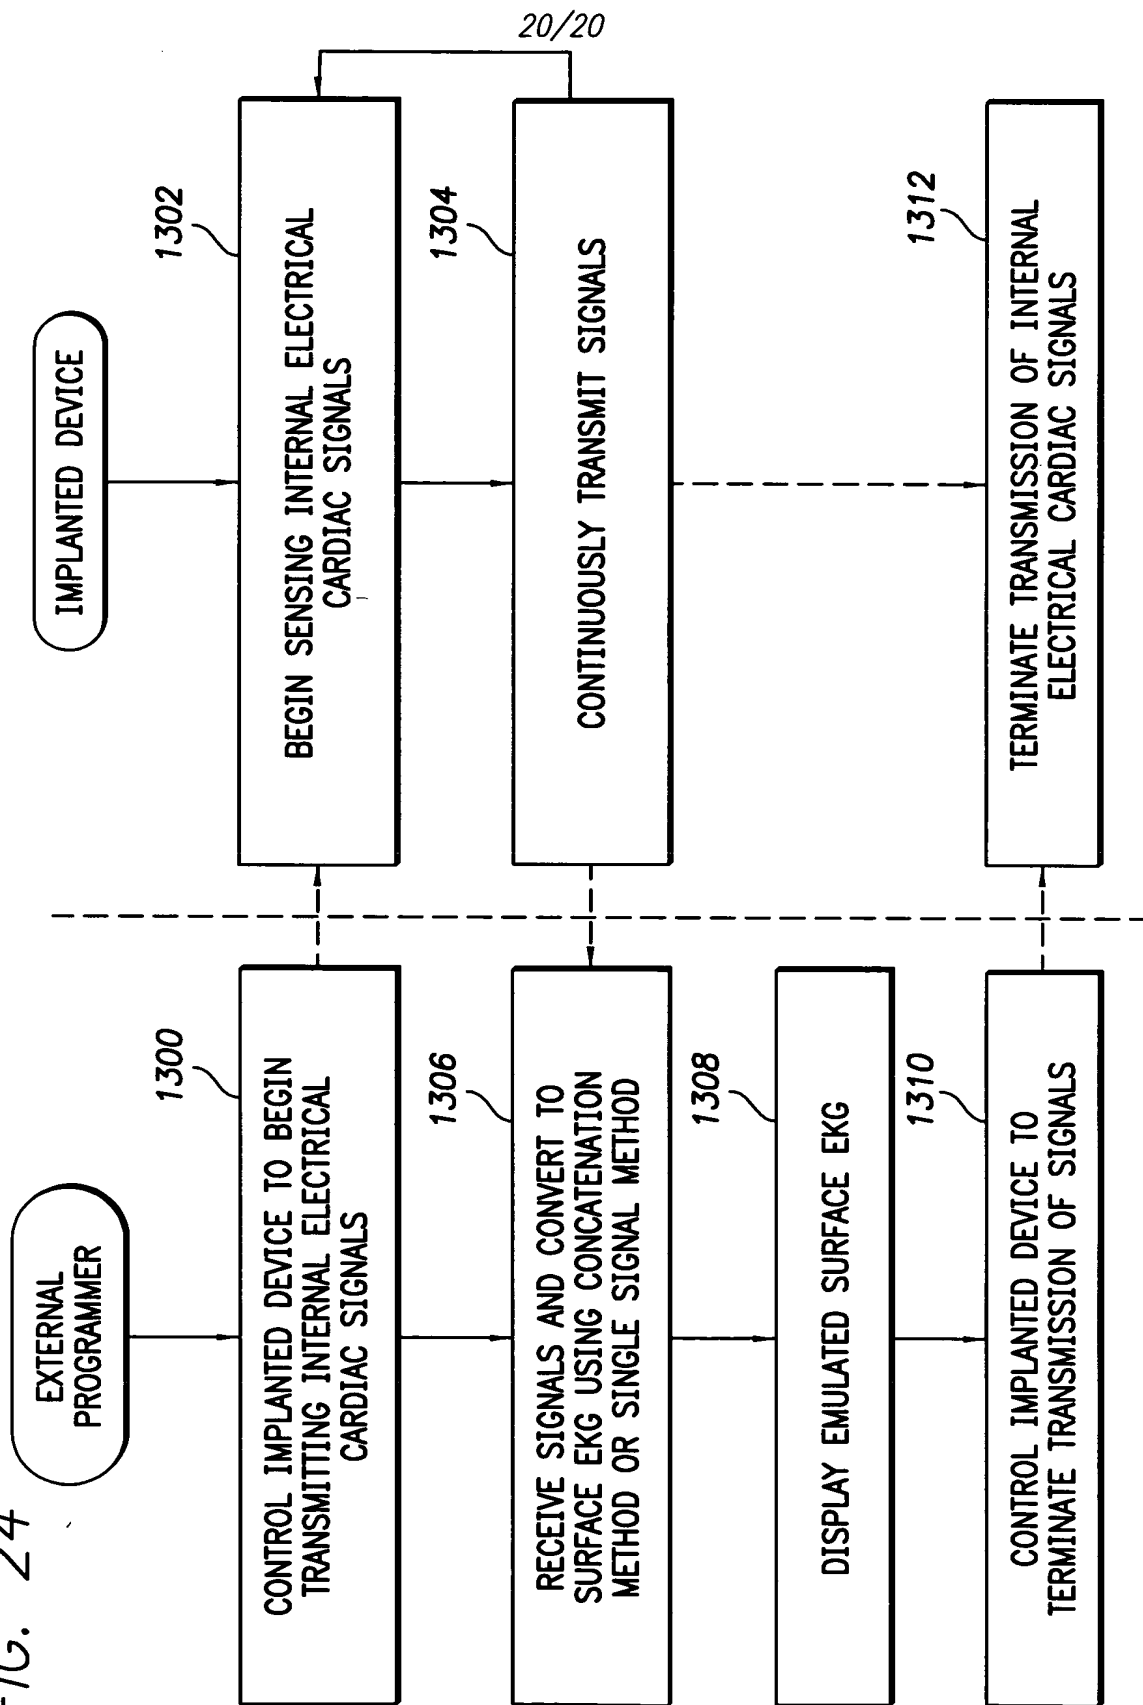 20/20
FIG. 24
EXTERNAL
PROGRAMMER
1300
CONTROL IMPLANTED DEVICE TO BEGIN
TRANSMITTING INTERNAL ELECTRICAL
CARDIAC SIGNALS
1306
RECEIVE SIGNALS AND CONVERT TO
SURFACE EKG USING CONCATENATION
METHOD OR SINGLE SIGNAL METHOD
1308
DISPLAY EMULATED SURFACE EKG
1310
CONTROL IMPLANTED DEVICE TO
TERMINATE TRANSMISSION OF SIGNALS
IMPLANTED DEVICE
1302
BEGIN SENSING INTERNAL ELECTRICAL
CARDIAC SIGNALS
1304
CONTINUOUSLY TRANSMIT SIGNALS
1312
TERMINATE TRANSMISSION OF INTERNAL
ELECTRICAL CARDIAC SIGNALS